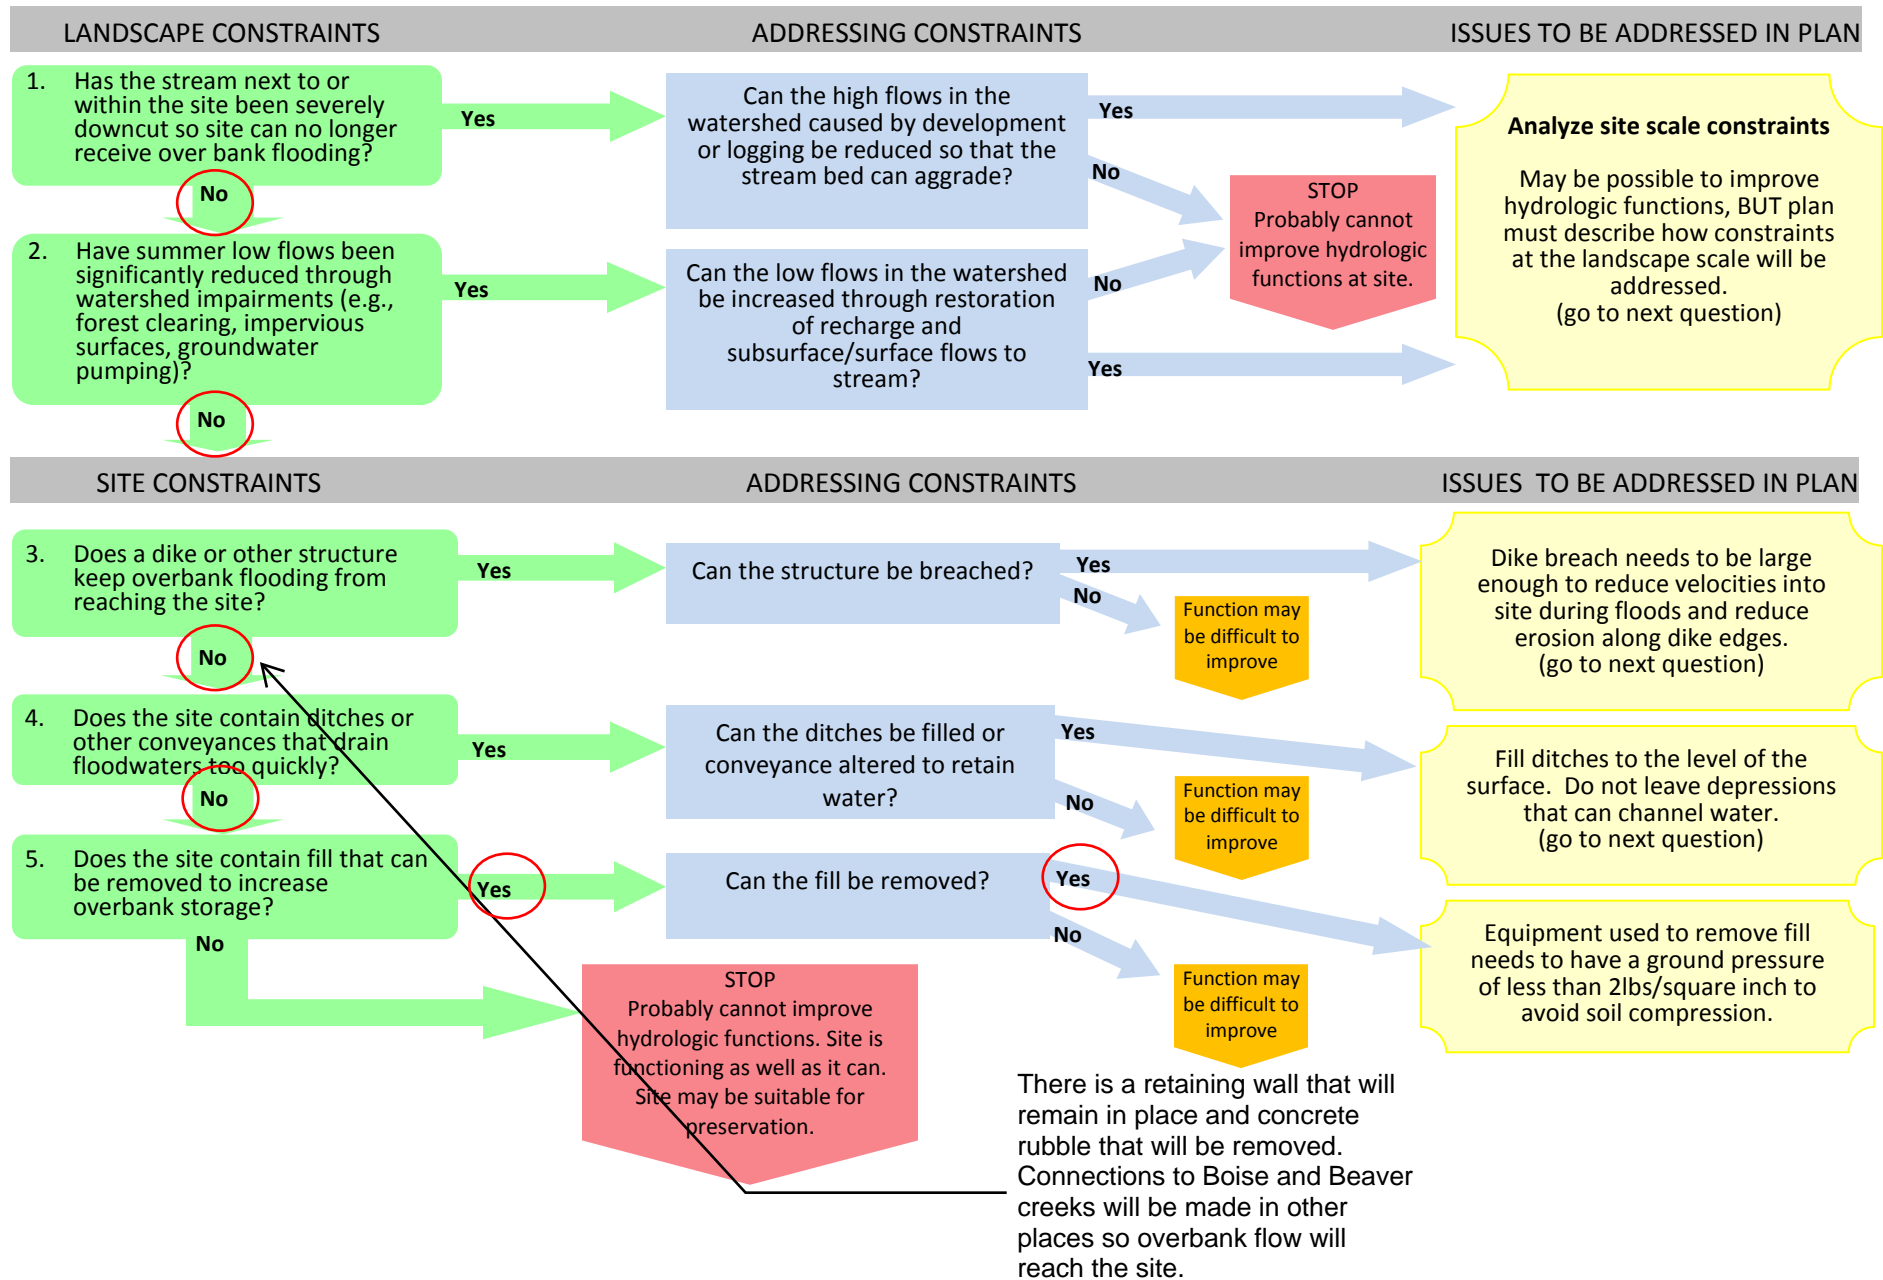 LANDSCAPE CONSTRAINTS
ADDRESSING CONSTRAINTS
ISSUES TO BE ADDRESSED IN PLAN
1. Has the stream next to or
within the site been severely
downcut so site can no longer
receive over bank flooding?
Yes
Can the high flows in the
watershed caused by development
or logging be reduced so that the
stream bed can aggrade?
Yes
No
No
STOP
Probably cannot
improve hydrologic
functions at site.
Analyze site scale constraints
May be possible to improve
hydrologic functions, BUT plan
must describe how constraints
at the landscape scale will be
addressed.
(go to next question)
2. Have summer low flows been
significantly reduced through
watershed impairments (e.g.,
forest clearing, impervious
surfaces, groundwater
pumping)?
Yes
Can the low flows in the watershed
be increased through restoration
of recharge and
subsurface/surface flows to
stream?
No
Yes
No
SITE CONSTRAINTS
ADDRESSING CONSTRAINTS
ISSUES TO BE ADDRESSED IN PLAN
3. Does a dike or other structure
keep overbank flooding from
reaching the site?
Yes
Can the structure be breached?
Yes
No
Function may
be difficult to
improve
Dike breach needs to be large
enough to reduce velocities into
site during floods and reduce
erosion along dike edges.
(go to next question)
No
4. Does the site contain ditches or
other conveyances that drain
floodwaters too quickly?
Yes
Can the ditches be filled or
conveyance altered to retain
water?
Yes
No
Function may
be difficult to
improve
Fill ditches to the level of the
surface. Do not leave depressions
that can channel water.
(go to next question)
No
5. Does the site contain fill that can
be removed to increase
overbank storage?
Yes
Can the fill be removed?
Yes
No
Function may
be difficult to
improve
Equipment used to remove fill
needs to have a ground pressure
of less than 2lbs/square inch to
avoid soil compression.
No
STOP
Probably cannot improve
hydrologic functions. Site is
functioning as well as it can.
Site may be suitable for
preservation.
There is a retaining wall that will
remain in place and concrete
rubble that will be removed.
Connections to Boise and Beaver
creeks will be made in other
places so overbank flow will
reach the site.